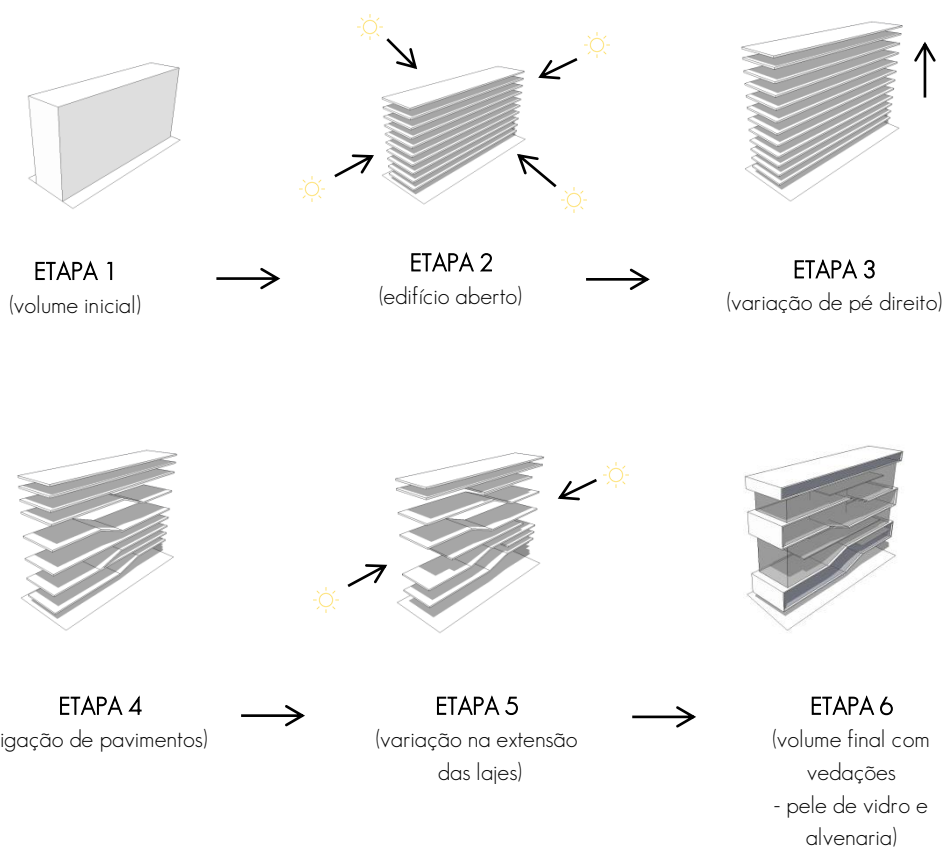 ETAPA 1
(volume inicial)
ETAPA 2
(edifício aberto)
ETAPA 3
(variação de pé direito)
ETAPA 4
igação de pavimentos)
ETAPA 5
(variação na extensão
das lajes)
ETAPA 6
(volume final com
vedações
- pele de vidro e
alvenaria)